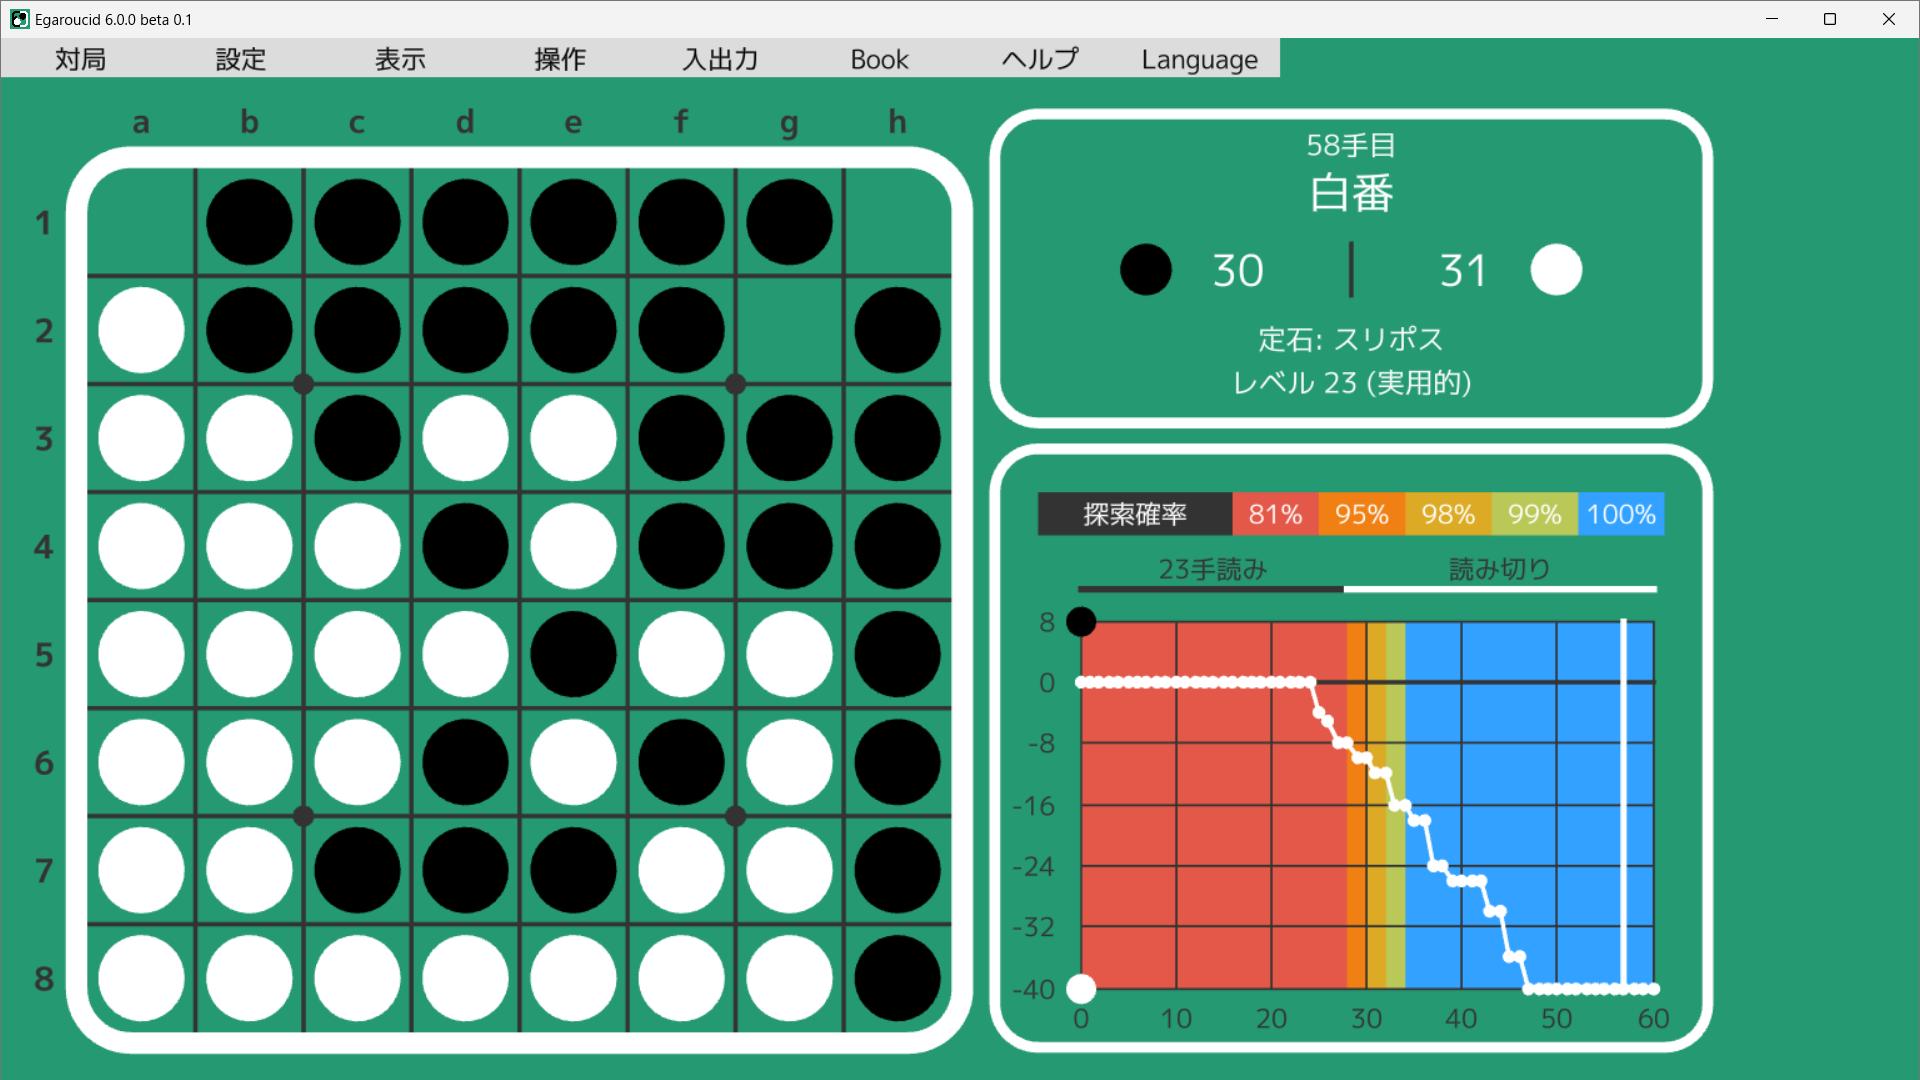 Egaroucid 6.0.0 beta 0.1
対局 設定 表示 操作 入出力 Book ヘルプ Language
a b c d e f g h
1
2
3
4
5
6
7
8
58手目
白番
30 31
定石: スリポス
レベル 23 (実用的)
探索確率 81% 95% 98% 99% 100%
23手読み 読み切り
8
0
-8
-16
-24
-32
-40
0 10 20 30 40 50 60